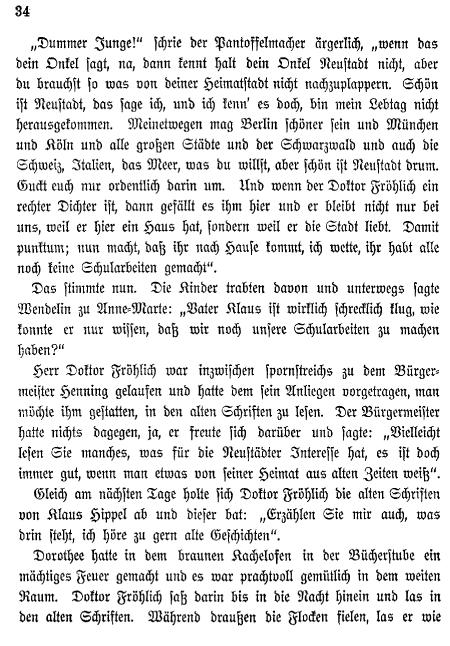 34
„Dummer Junge!“ schrie der Pantoffelmacher ärgerlich, „wenn das
dein Onkel sagt, na, dann kennt halt dein Onkel Neustadt nicht, aber
du brauchst so was von deiner Heimatstadt nicht nachzuplappern. Schön
ist Neustadt, das sage ich, und ich kenn’ es doch, bin mein Lebtag nicht
herausgekommen. Meinetwegen mag Berlin schöner sein und München
und Köln und alle großen Städte und der Schwarzwald und auch die
Schweiz, Italien, das Meer, was du willst, aber schön ist Neustadt drum.
Guckt euch nur ordentlich darin um. Und wenn der Doktor Fröhlich ein
rechter Dichter ist, dann gefällt es ihm hier und er bleibt nicht nur bei
uns, weil er hier ein Haus hat, sondern weil er die Stadt liebt. Damit
punktum; nun macht, daß ihr nach Hause kommt, ich wette, ihr habt alle
noch keine Schularbeiten gemacht“.
Das stimmte nun. Die Kinder trabten davon und unterwegs sagte
Wendelin zu Anne-Marte: „Vater Klaus ist wirklich schrecklich klug, wie
konnte er nur wissen, daß wir noch unsere Schularbeiten zu machen
haben?“
Herr Doktor Fröhlich war inzwischen spornstreichs zu dem Bürger-
meister Henning gelaufen und hatte dem sein Anliegen vorgetragen, man
möchte ihm gestatten, in den alten Schriften zu lesen. Der Bürgermeister
hatte nichts dagegen, ja, er freute sich darüber und sagte: „Vielleicht
lesen Sie manches, was für die Neustädter Interesse hat, es ist doch
immer gut, wenn man etwas von seiner Heimat aus alten Zeiten weiß“.
Gleich am nächsten Tage holte sich Doktor Fröhlich die alten Schriften
von Klaus Hippel ab und dieser bat: „Erzählen Sie mir auch, was
drin steht, ich höre zu gern alte Geschichten“.
Dorothee hatte in dem braunen Kachelofen in der Bücherstube ein
mächtiges Feuer gemacht und es war prachtvoll gemütlich in dem weiten
Raum. Doktor Fröhlich saß darin bis in die Nacht hinein und las in
den alten Schriften. Während draußen die Flocken fielen, las er wie